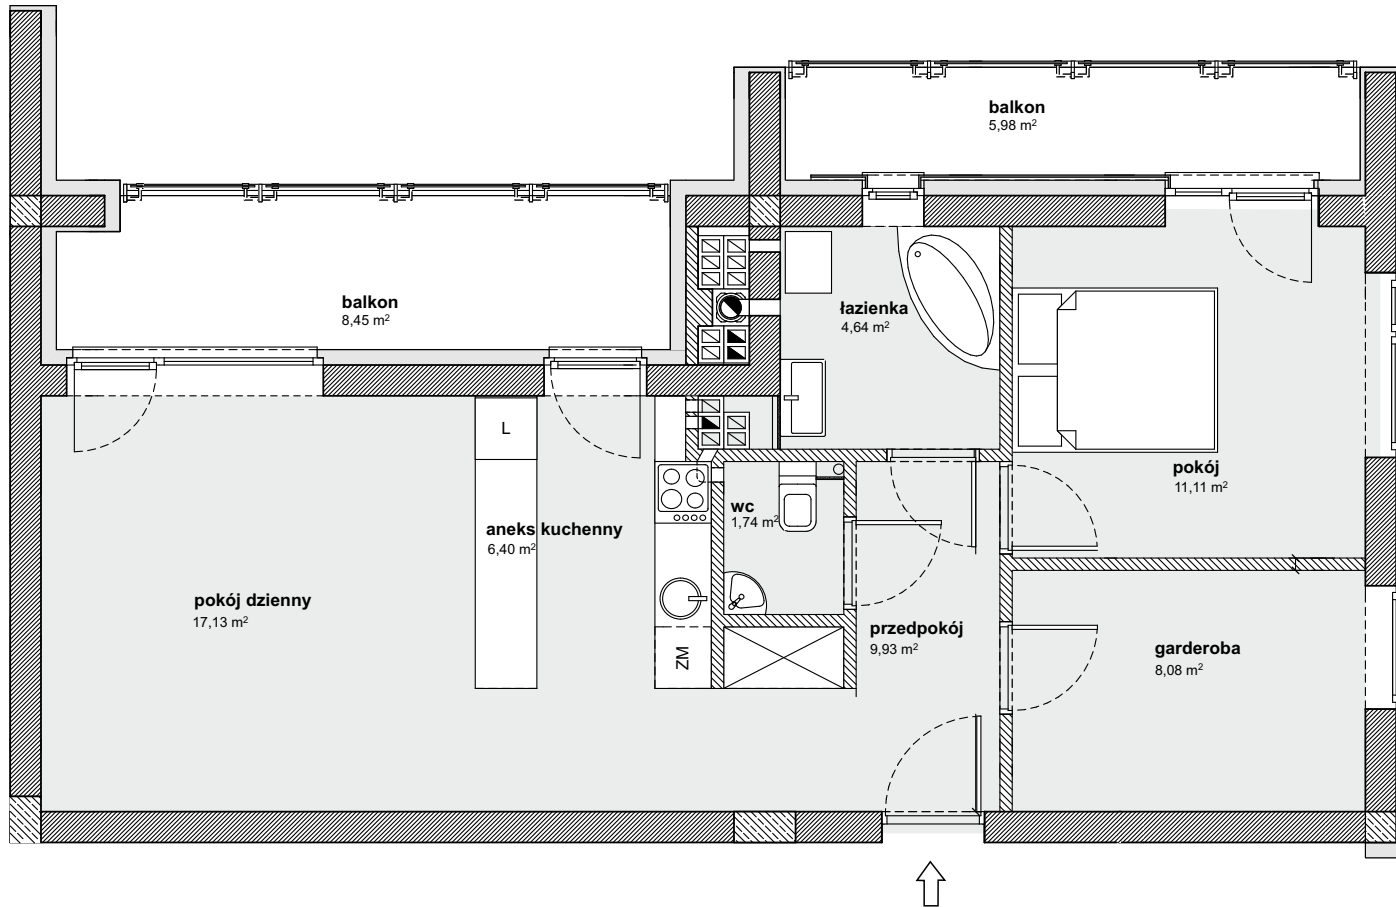 balkon
5,98 m²
balkon
8,45 m²
łazienka
4,64 m²
L
pokój
11,11 m²
wc
1,74 m²
aneks kuchenny
6,40 m²
pokój dzienny
17,13 m²
ZM
przedpokój
9,93 m²
garderoba
8,08 m²